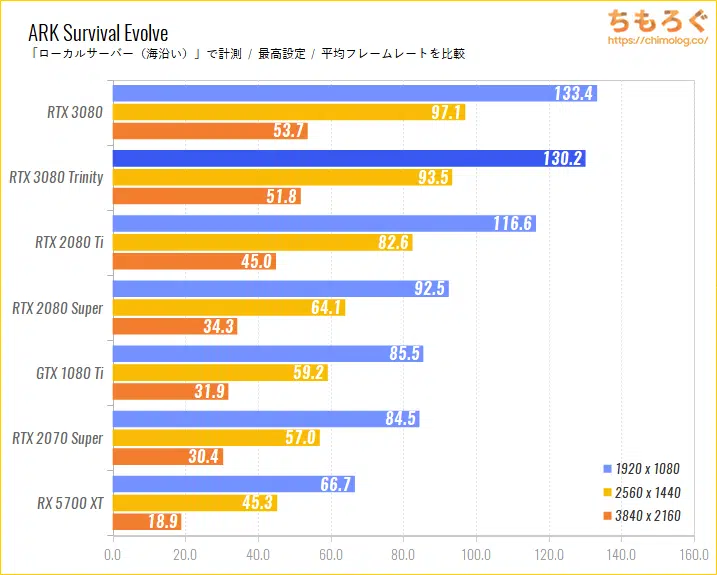 ARK Survival Evolve
ちもろぐ
https://chimolog.co/
「ローカルサーバー（海沿い）」で計測 / 最高設定 / 平均フレームレートを比較
RTX 3080
133.4
97.1
53.7
RTX 3080 Trinity
130.2
93.5
51.8
RTX 2080 Ti
116.6
82.6
45.0
RTX 2080 Super
92.5
64.1
34.3
GTX 1080 Ti
85.5
59.2
31.9
RTX 2070 Super
84.5
57.0
30.4
RX 5700 XT
66.7
45.3
18.9
1920 x 1080
2560 x 1440
3840 x 2160
0.0 20.0 40.0 60.0 80.0 100.0 120.0 140.0 160.0